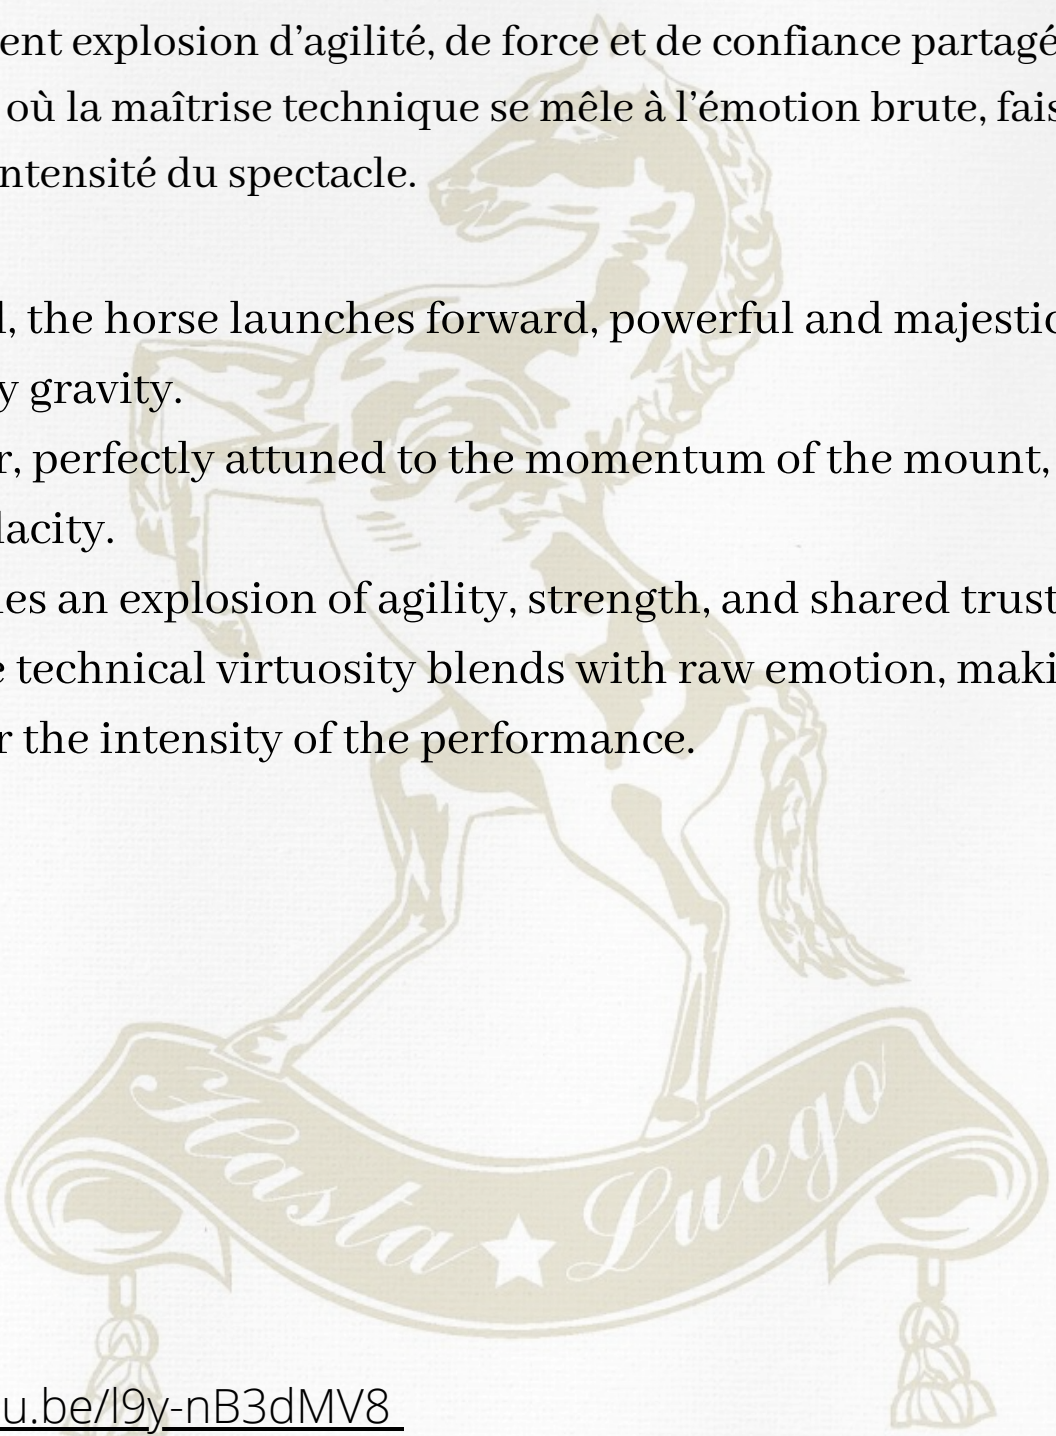 ent explosion d’agilité, de force et de confiance partagé
où la maîtrise technique se mêle à l’émotion brute, fais
ntensité du spectacle.
, the horse launches forward, powerful and majestic
y gravity.
r, perfectly attuned to the momentum of the mount,
acity.
es an explosion of agility, strength, and shared trust
e technical virtuosity blends with raw emotion, maki
r the intensity of the performance.
Hasta ★ Luego
u.be/l9y-nB3dMV8